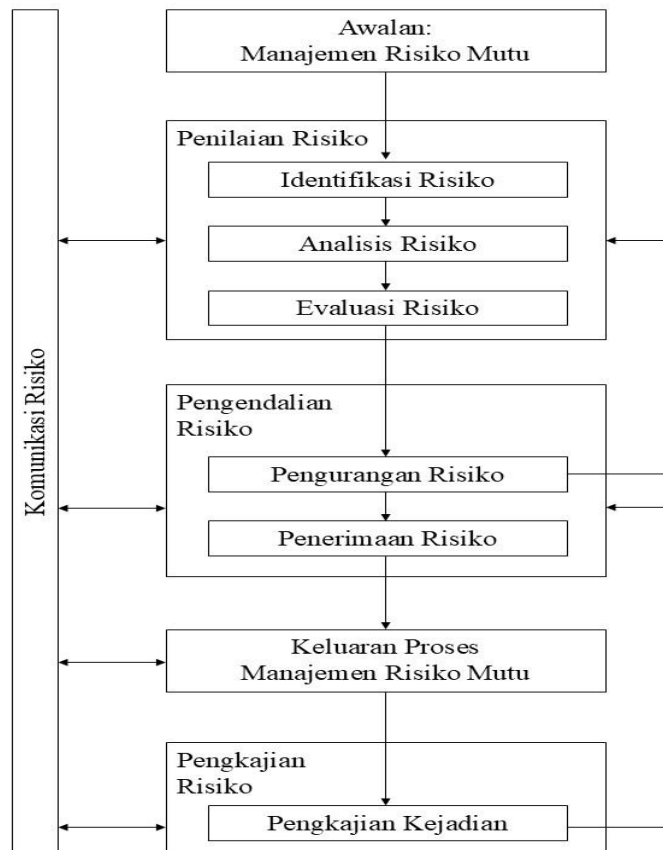 Awalan:
Manajemen Risiko Mutu
Penilaian Risiko
Identifikasi Risiko
Analisis Risiko
Evaluasi Risiko
Komunikasi Risiko
Pengendalian
Risiko
Pengurangan Risiko
Penerimaan Risiko
Keluaran Proses
Manajemen Risiko Mutu
Pengkajian
Risiko
Pengkajian Kejadian